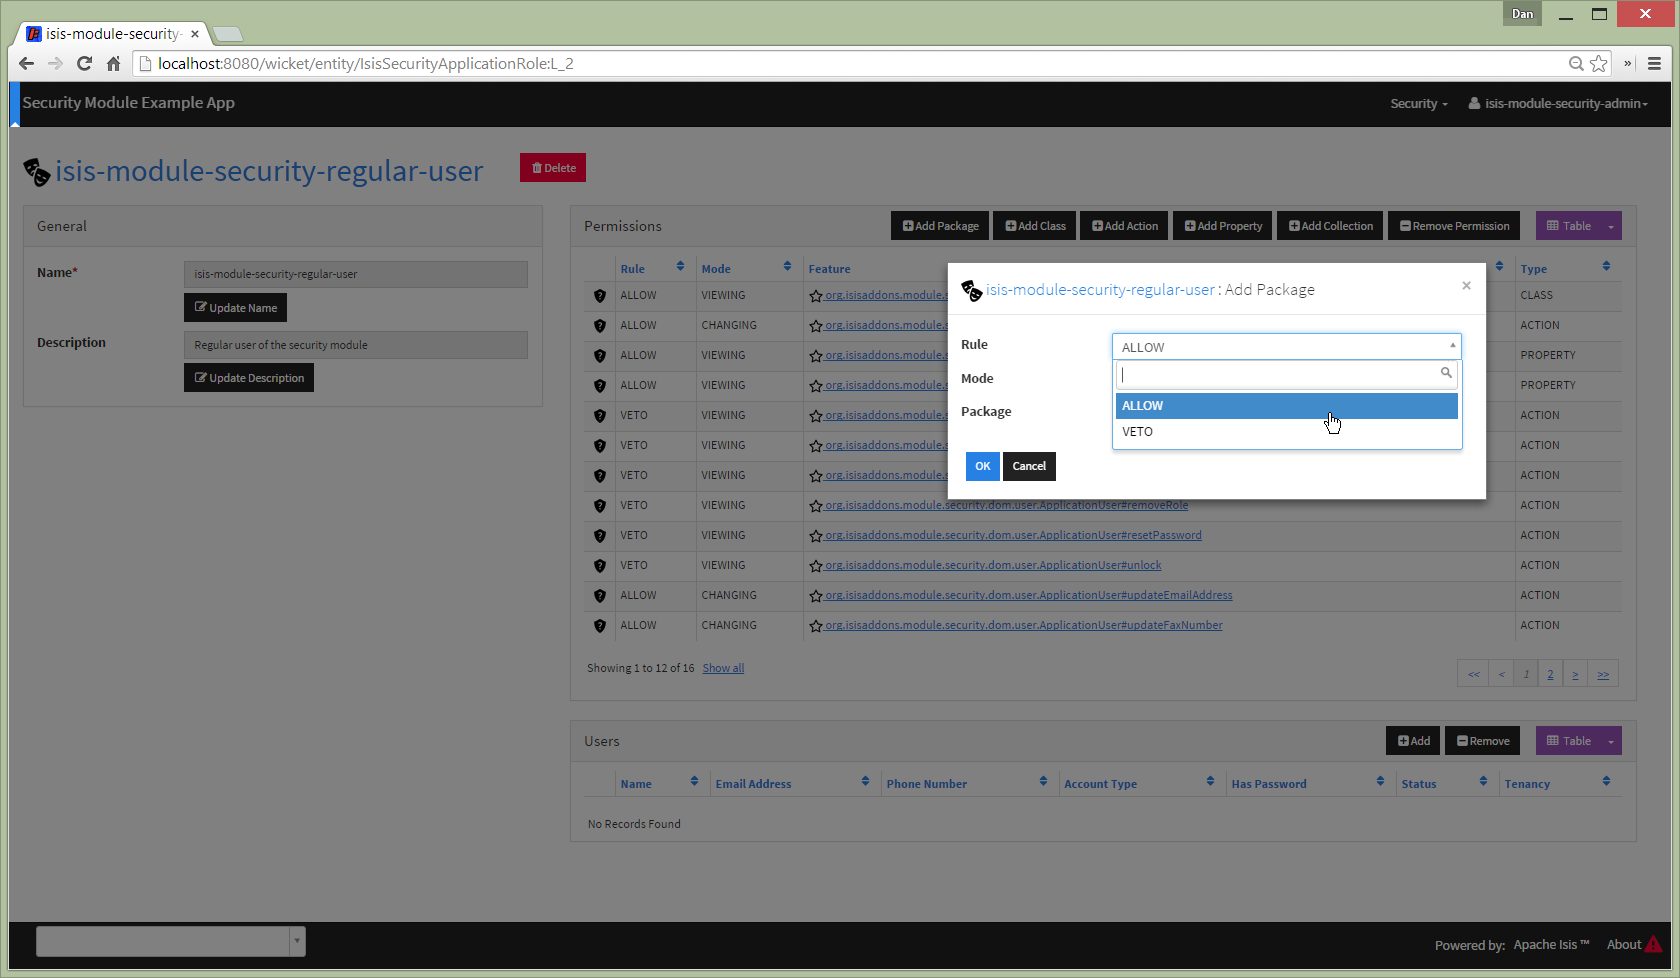 Dan
isis-module-security-
localhost:8080/wicket/entity/IsisSecurityApplicationRole:L_2
Security Module Example App
Security
isis-module-security-admin
isis-module-security-regular-user
Delete
General
Name*
isis-module-security-regular-user
Update Name
Description
Regular user of the security module
Update Description
Permissions
Add Package
Add Class
Add Action
Add Property
Add Collection
Remove Permission
Table
Rule Mode Feature Type
ALLOW VIEWING org.isisaddons.module.s CLASS
ALLOW CHANGING org.isisaddons.module.s ACTION
ALLOW VIEWING org.isisaddons.module.s PROPERTY
ALLOW VIEWING org.isisaddons.module.s PROPERTY
VETO VIEWING org.isisaddons.module.s ACTION
VETO VIEWING org.isisaddons.module.s ACTION
VETO VIEWING org.isisaddons.module.s ACTION
VETO VIEWING org.isisaddons.module.security.dom.user.ApplicationUser#removeRole ACTION
VETO VIEWING org.isisaddons.module.security.dom.user.ApplicationUser#resetPassword ACTION
VETO VIEWING org.isisaddons.module.security.dom.user.ApplicationUser#unlock ACTION
ALLOW CHANGING org.isisaddons.module.security.dom.user.ApplicationUser#updateEmailAddress ACTION
ALLOW CHANGING org.isisaddons.module.security.dom.user.ApplicationUser#updateFaxNumber ACTION
Showing 1 to 12 of 16 Show all
<< < 1 2 > >>
isis-module-security-regular-user : Add Package
×
Rule
ALLOW
Mode
ALLOW
VETO
Package
OK
Cancel
Users
Add
Remove
Table
Name Email Address Phone Number Account Type Has Password Status Tenancy
No Records Found
Powered by: Apache Isis ™ About